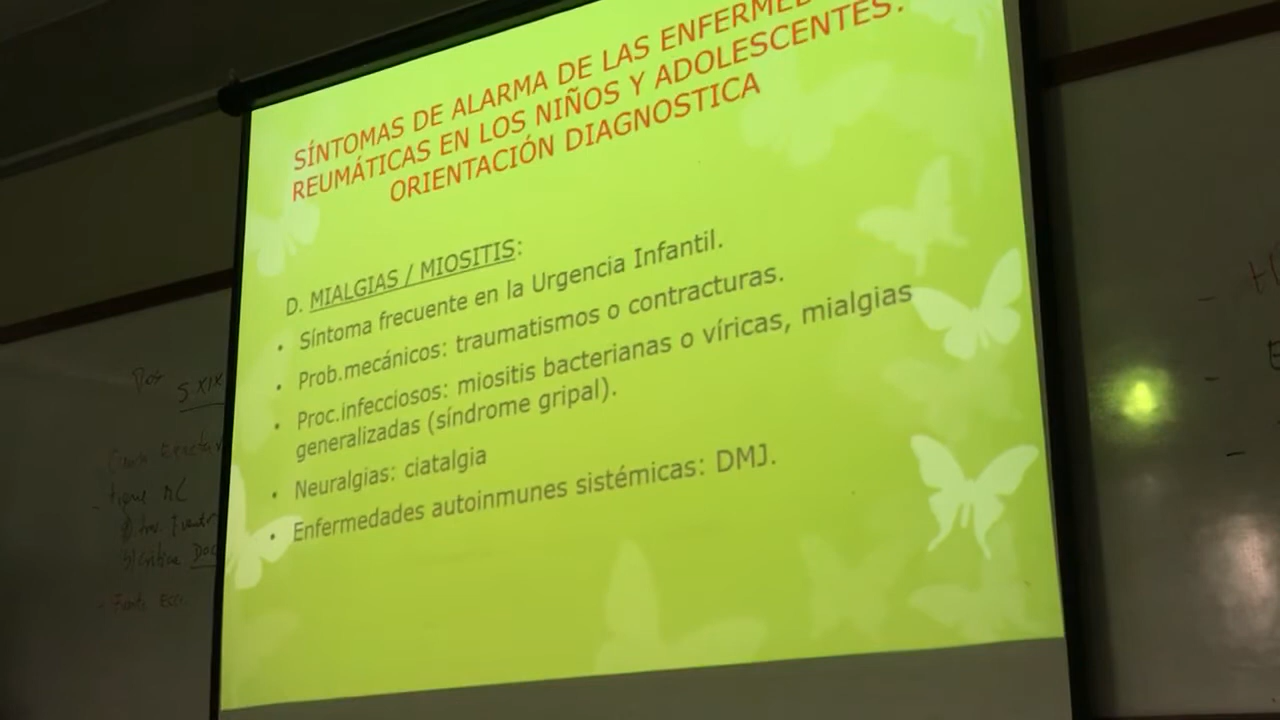 SÍNTOMAS DE ALARMA DE LAS
REUMÁTICAS EN LOS NIÑOS Y ADOLESCENTES.
ORIENTACIÓN DIAGNOSTICA
D. MIALGIAS / MIOSITIS:
• Síntoma frecuente en la Urgencia Infantil.
• Prob.mecánicos: traumatismos o contracturas.
• Proc.infecciosos: miositis bacterianas o víricas, mialgias
generalizadas (síndrome gripal).
• Neuralgias: ciatalgia
• Enfermedades autoinmunes sistémicas: DMJ.
Por
S.XIX